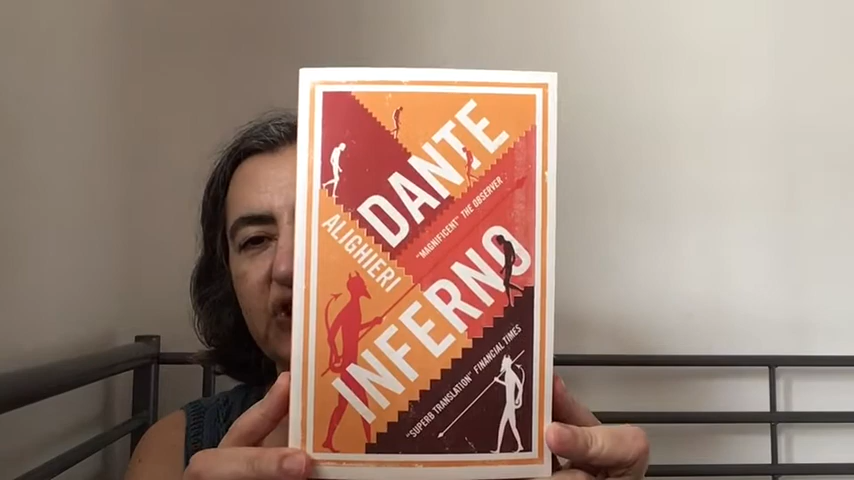 DANTE
ALIGHIERI
"MAGNIFICENT" THE OBSERVER
INFERNO
"SUPERB TRANSLATION" FINANCIAL TIMES